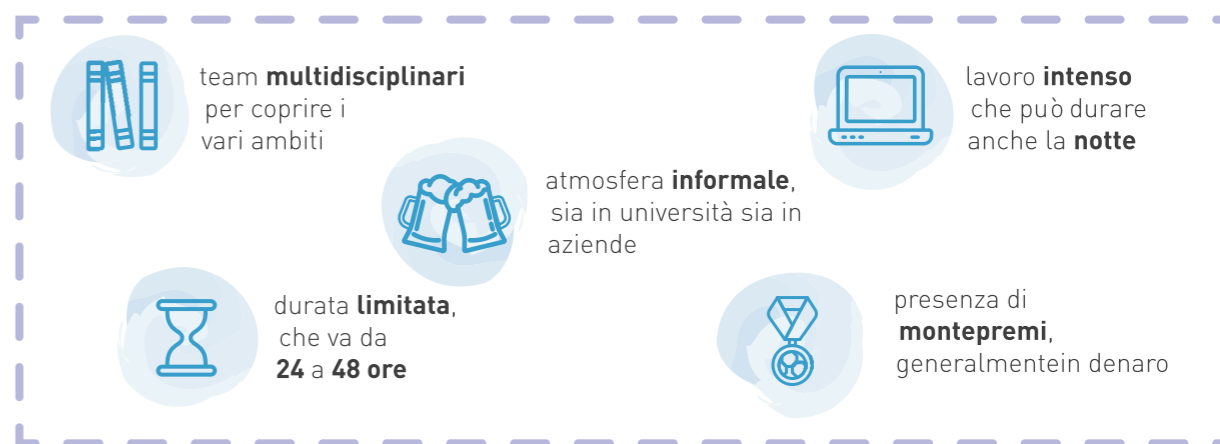 team multidisciplinari
per coprire i
vari ambiti
lavoro intenso
che può durare
anche la notte
atmosfera informale,
sia in università sia in
aziende
durata limitata,
che va da
24 a 48 ore
presenza di
montepremi,
generalmentein denaro